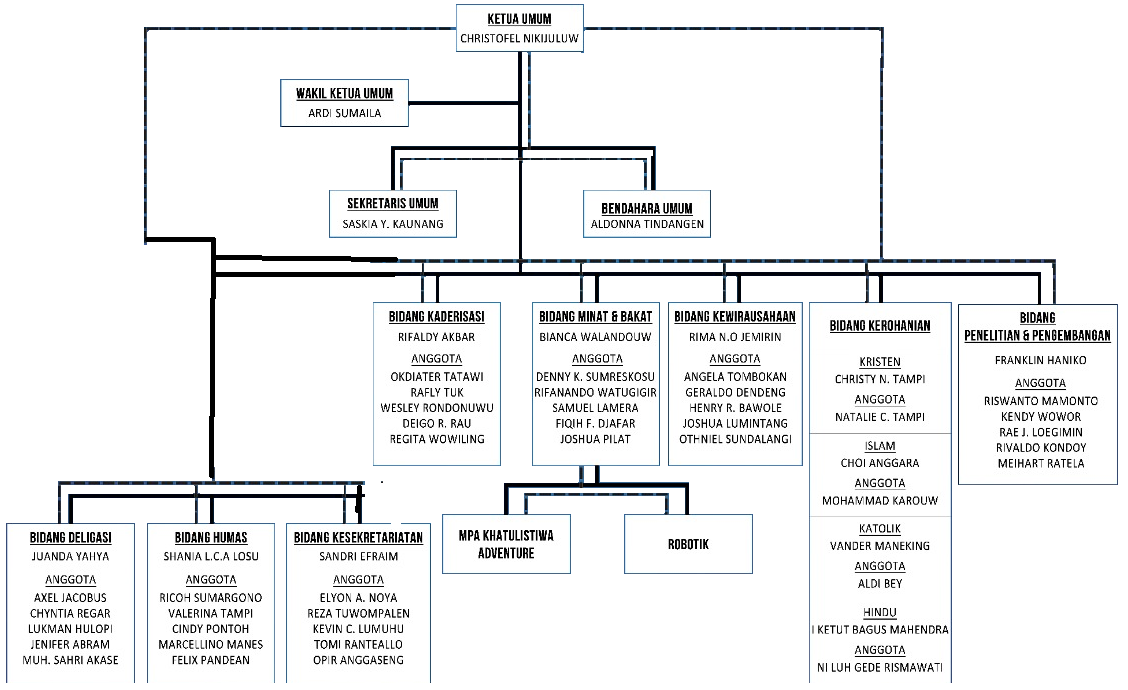 KETUA UMUM
CHRISTOFEL NIKIJULUW
WAKIL KETUA UMUM
ARDI SUMAILA
SEKRETARIS UMUM
SASKIA Y. KAUNANG
BENDAHARA UMUM
ALDONNA TINDANGEN
BIDANG KADERISASI
RIFALDY AKBAR
ANGGOTA
OKDIATER TATAWI
RAFLY TUK
WESLEY RONDONUWU
DEIGO R. RAU
REGITA WOWILING
BIDANG MINAT & BAKAT
BIANCA WALANDOUW
ANGGOTA
DENNY K. SUMRESKOSU
RIFANANDO WATUGIGIR
SAMUEL LAMERA
FIQIH F. DJAFAR
JOSHUA PILAT
BIDANG KEWIRAUSAHAAN
RIMA N.O JEMIRIN
ANGGOTA
ANGELA TOMBOKAN
GERALDO DENDENG
HENRY R. BAWOLE
JOSHUA LUMINTANG
OTHNIEL SUNDALANGI
BIDANG KEROHANIAN
KRISTEN
CHRISTY N. TAMPI
ANGGOTA
NATALIE C. TAMPI
ISLAM
CHOI ANGGARA
ANGGOTA
MOHAMMAD KAROUW
KATOLIK
VANDER MANEKING
ANGGOTA
ALDI BEY
HINDU
I KETUT BAGUS MAHENDRA
ANGGOTA
NI LUH GEDE RISMAWATI
BIDANG
PENELITIAN & PENGEMBANGAN
FRANKLIN HANIKO
ANGGOTA
RISWANTO MAMONTO
KENDY WOWOR
RAE J. LOEGIMIN
RIVALDO KONDOY
MEIHART RATELA
BIDANG DELIGASI
JUANDA YAHYA
ANGGOTA
AXEL JACOBUS
CHYNTIA REGAR
LUKMAN HULOPI
JENIFER ABRAM
MUH. SAHRI AKASE
BIDANG HUMAS
SHANIA L.C.A LOSU
ANGGOTA
RICOH SUMARGONO
VALERINA TAMPI
CINDY PONTOH
MARCELLINO MANES
FELIX PANDEAN
BIDANG KESEKRETARIATAN
SANDRI EFRAIM
ANGGOTA
ELYON A. NOYA
REZA TUWOMPALEN
KEVIN C. LUMUHU
TOMI RANTEALLO
OPIR ANGGASENG
MPA KHATULISTIWA
ADVENTURE
ROBOTIK